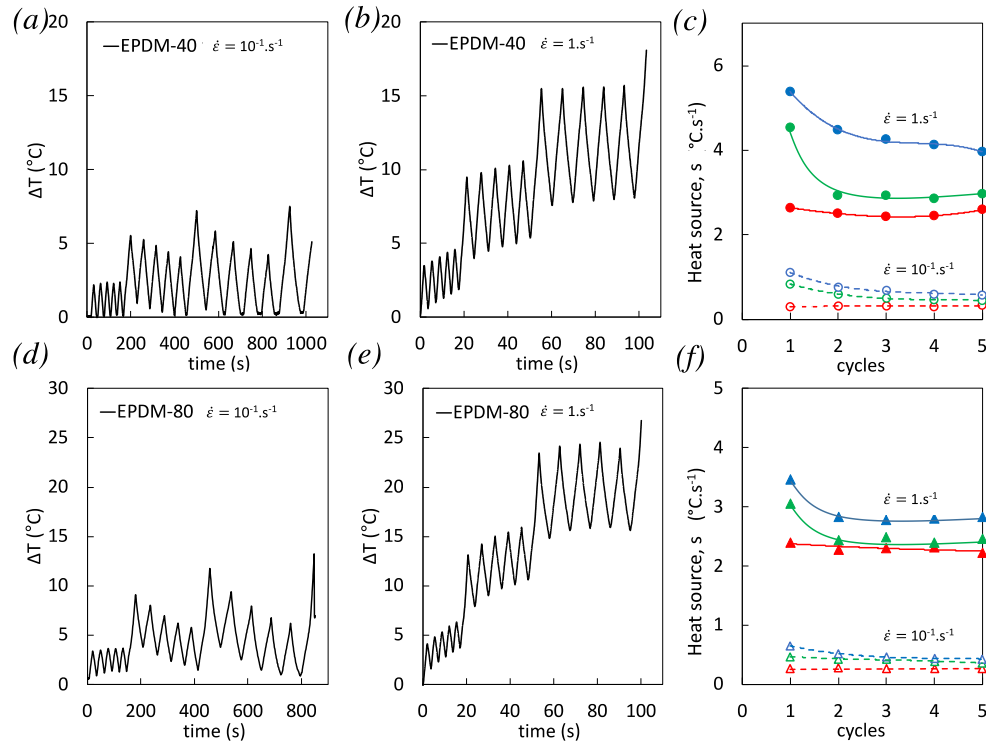 (a)
20
15
10
5
0
ΔT (°C)
EPDM-40 ε̇ = 10⁻¹.s⁻¹
0 200 400 600 800 1000
time (s)
(b)
20
15
10
5
0
ΔT (°C)
EPDM-40 ε̇ = 1.s⁻¹
0 20 40 60 80 100
time (s)
(c)
6
4
2
0
Heat source, s °C.s⁻¹)
ε̇ = 1.s⁻¹
ε̇ = 10⁻¹.s⁻¹
0 1 2 3 4 5
cycles
(d)
30
25
20
15
10
5
0
ΔT (°C)
EPDM-80 ε̇ = 10⁻¹.s⁻¹
0 200 400 600 800
time (s)
(e)
30
25
20
15
10
5
0
ΔT (°C)
EPDM-80 ε̇ = 1.s⁻¹
0 20 40 60 80 100
time (s)
(f)
5
4
3
2
1
0
Heat source, s (°C.s⁻¹)
ε̇ = 1.s⁻¹
ε̇ = 10⁻¹.s⁻¹
0 1 2 3 4 5
cycles